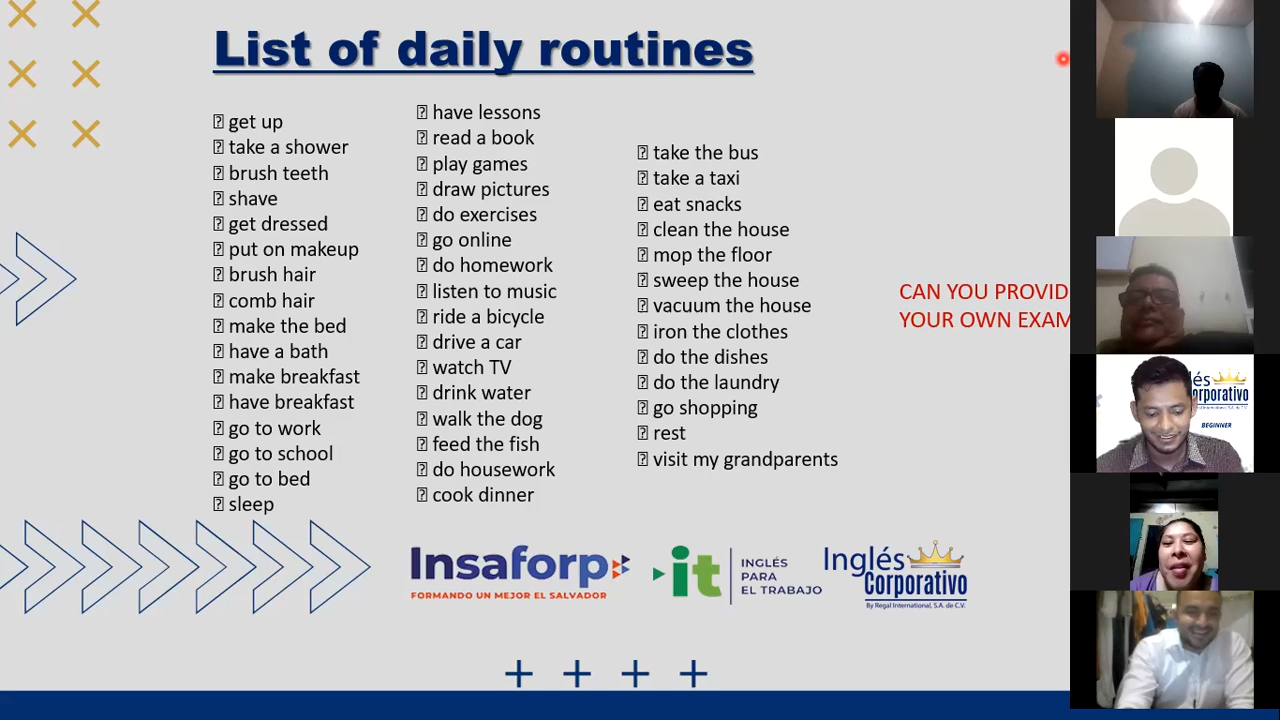 List of daily routines
get up
take a shower
brush teeth
shave
get dressed
put on makeup
brush hair
comb hair
make the bed
have a bath
make breakfast
have breakfast
go to work
go to school
go to bed
sleep
have lessons
read a book
play games
draw pictures
do exercises
go online
do homework
listen to music
ride a bicycle
drive a car
watch TV
drink water
walk the dog
feed the fish
do housework
cook dinner
take the bus
take a taxi
eat snacks
clean the house
mop the floor
sweep the house
vacuum the house
iron the clothes
do the dishes
do the laundry
go shopping
rest
visit my grandparents
CAN YOU PROVID
YOUR OWN EXAM
Insaforp
FORMANDO UN MEJOR EL SALVADOR
it
INGLÉS
PARA
EL TRABAJO
Inglés
Corporativo
By Regal International, S.A. de C.V.
és
orporativo
BEGINNER